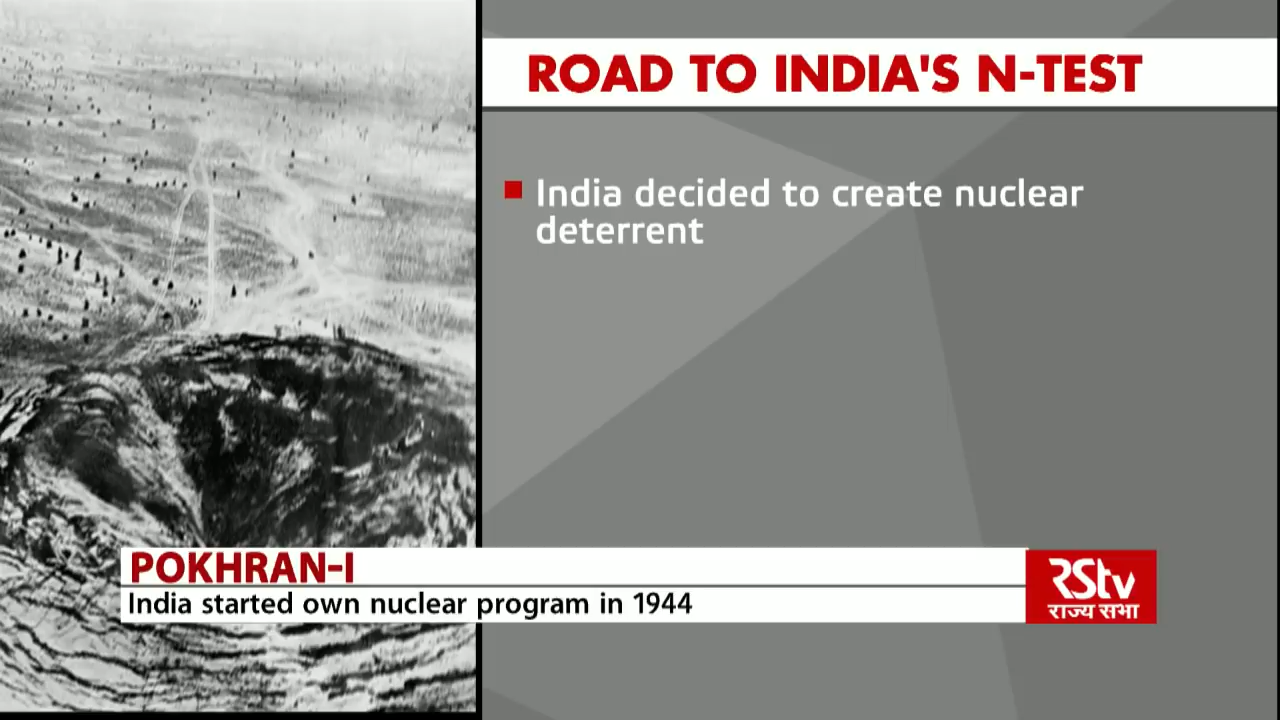 ROAD TO INDIA'S N-TEST
India decided to create nuclear
deterrent
POKHRAN-I
India started own nuclear program in 1944
RStv
राज्य सभा